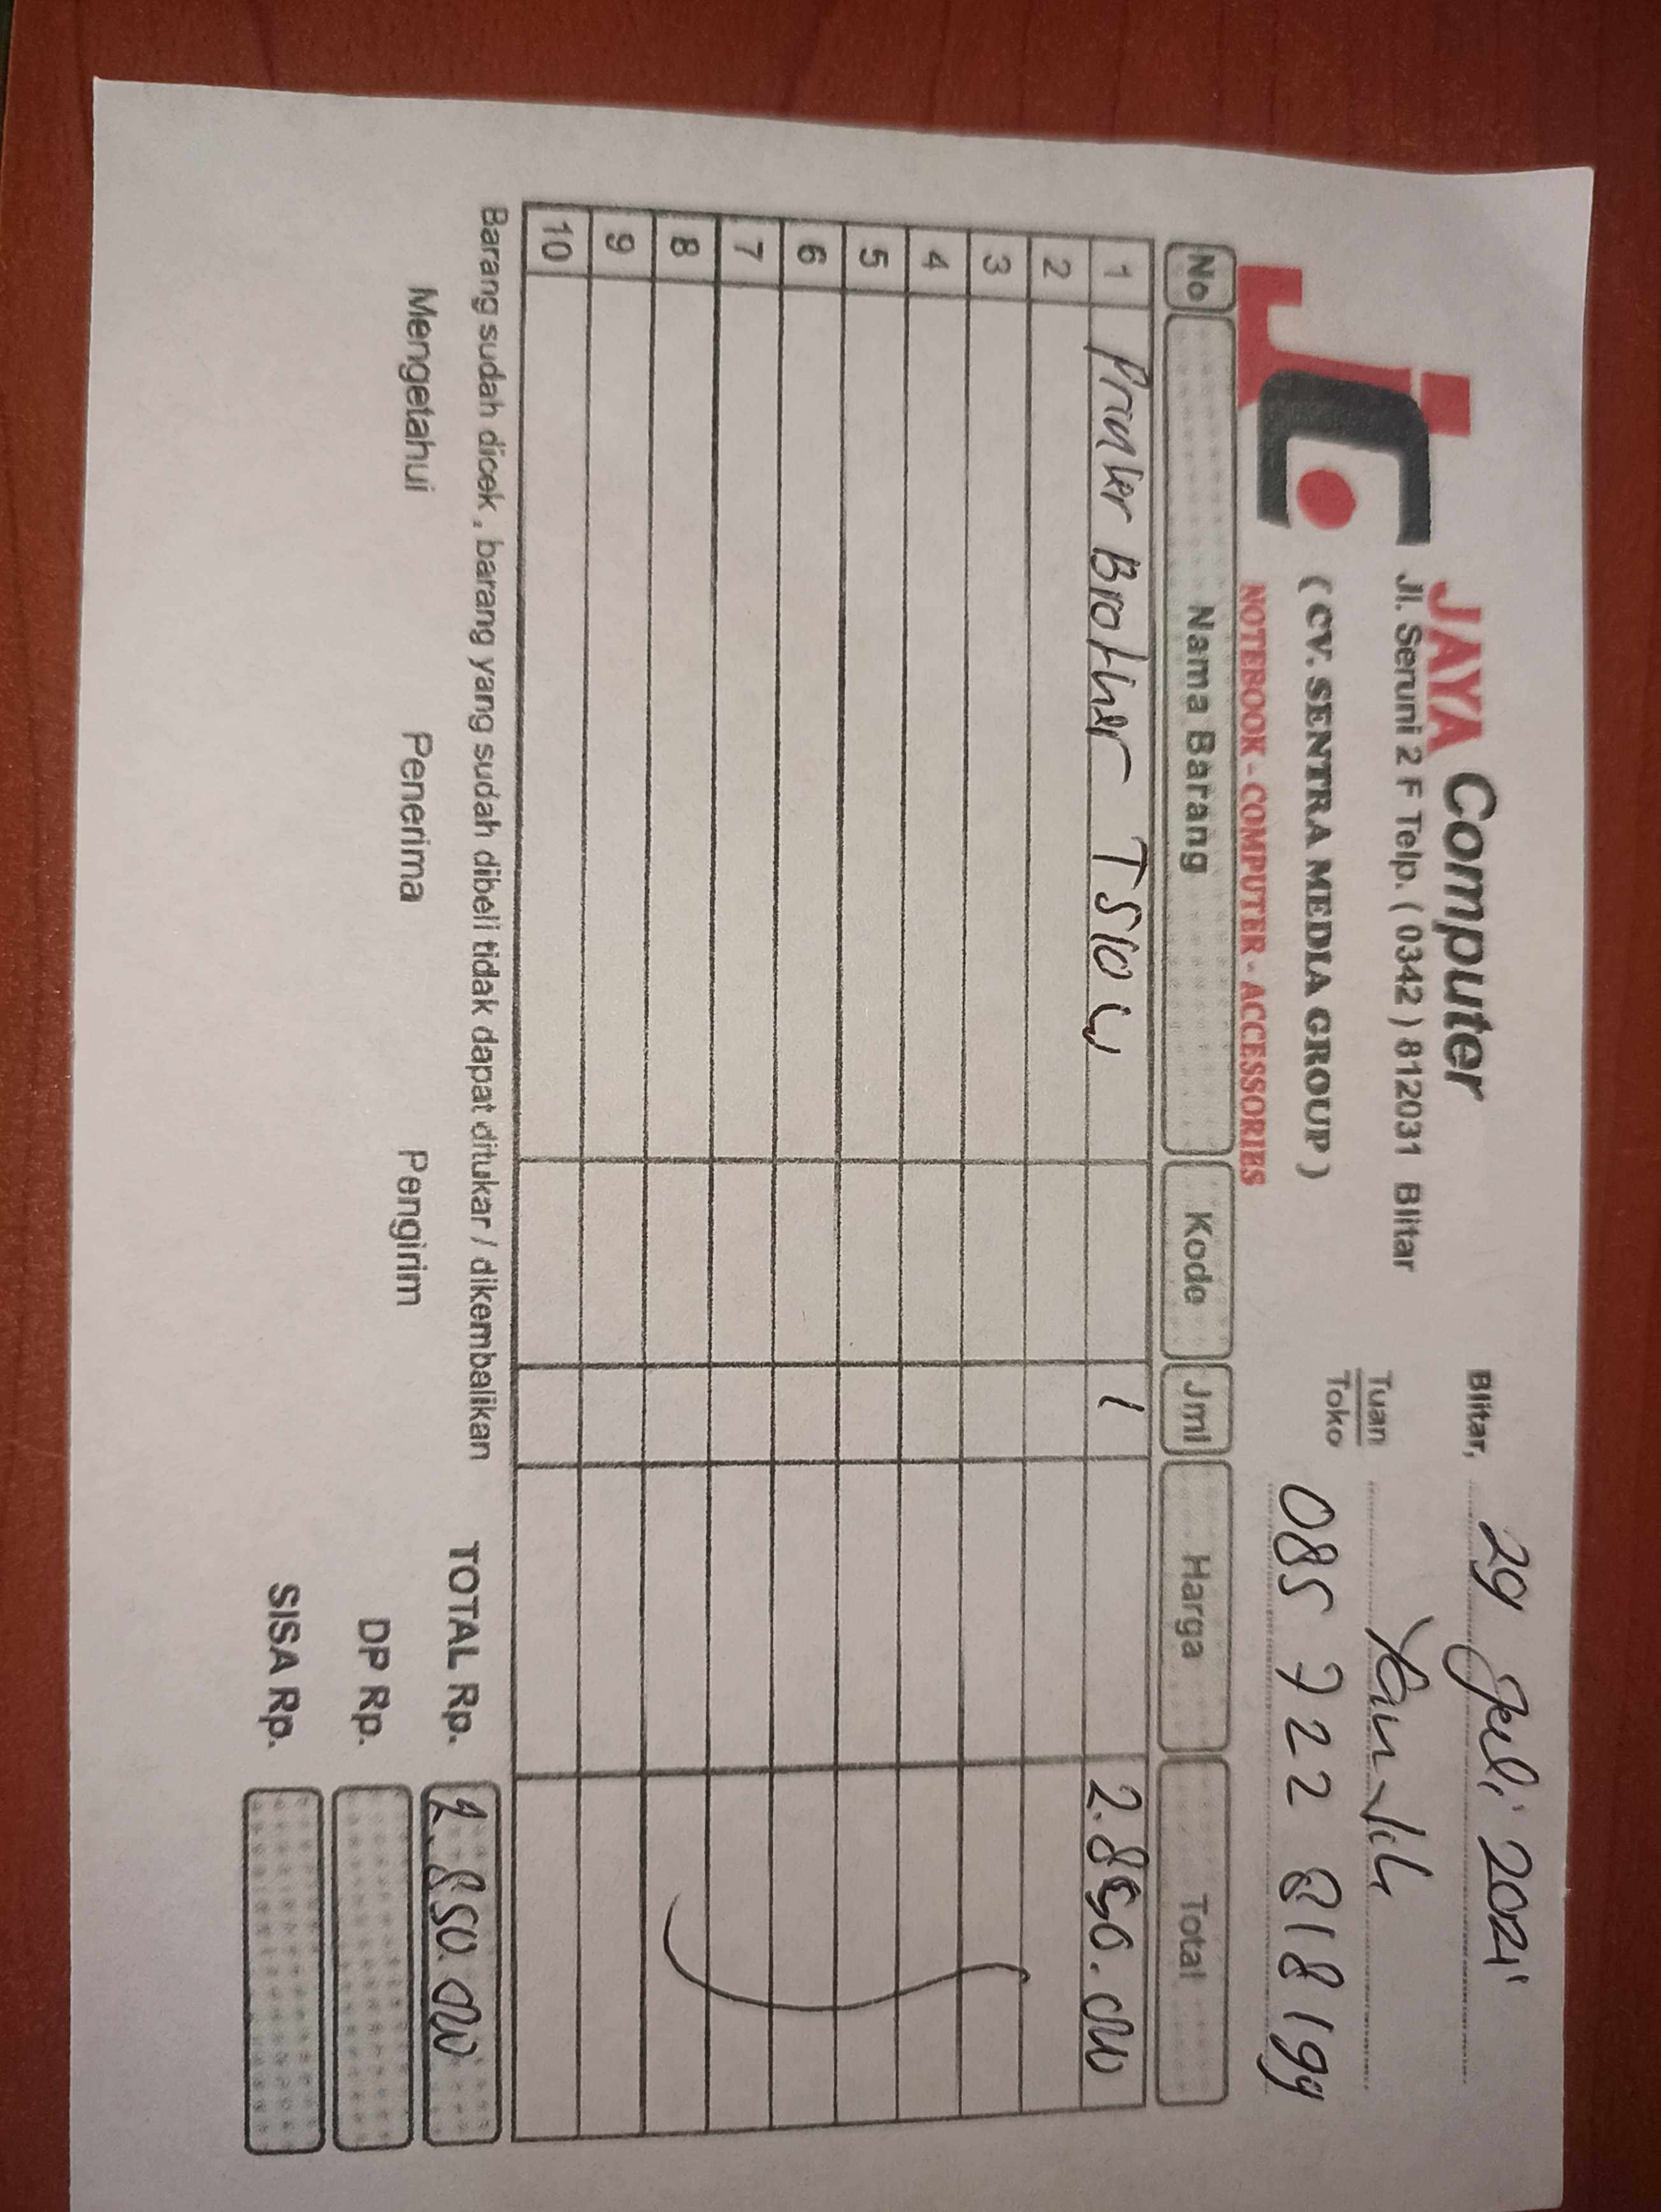 JC
JAYA Computer
Jl. Seruni 2 F Telp. ( 0342 ) 812031 Blitar
( CV. SENTRA MEDIA GROUP )
NOTEBOOK - COMPUTER - ACCESSORIES
Blitar, 29 Juli 2021
Tuan
Toko
085 722 818 199
No Nama Barang Kode Jml Harga Total
1 Printer Brother T510 W 1 2.850.000
2
3
4
5
6
7
8
9
10
Barang sudah dicek , barang yang sudah dibeli tidak dapat ditukar / dikembalikan
TOTAL Rp. 2.850.000
Mengetahui Penerima Pengirim
DP Rp.
SISA Rp.